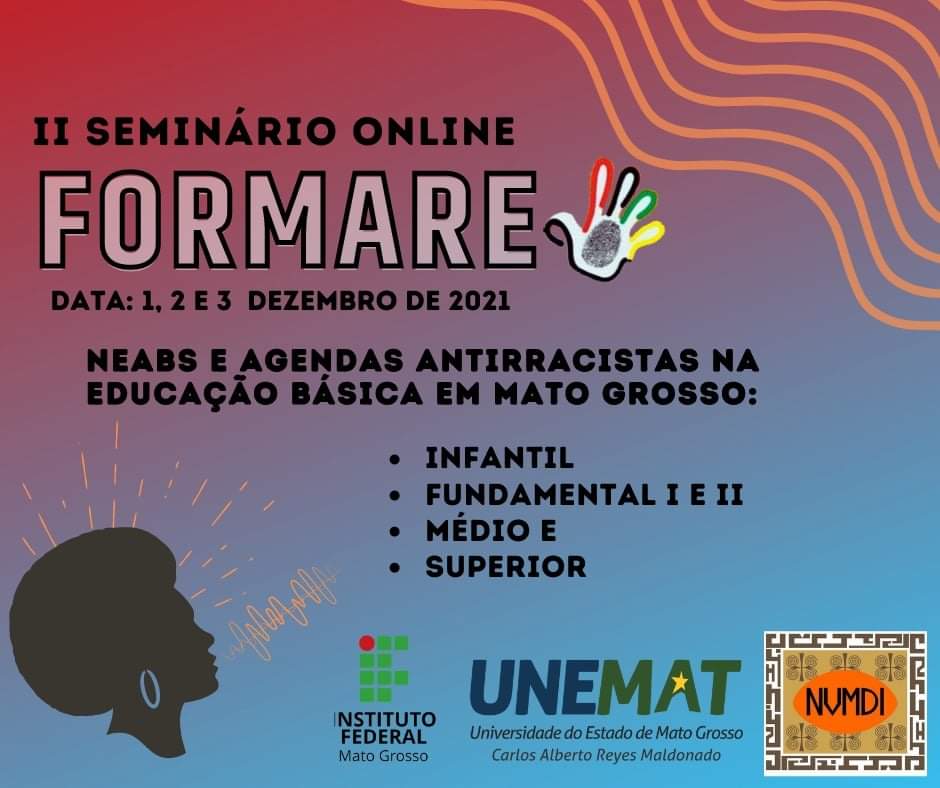 II SEMINÁRIO ONLINE
FORMARE
DATA: 1, 2 E 3 DEZEMBRO DE 2021
NEABS E AGENDAS ANTIRRACISTAS NA
EDUCAÇÃO BÁSICA EM MATO GROSSO:
• INFANTIL
• FUNDAMENTAL I E II
• MÉDIO E
• SUPERIOR
INSTITUTO
FEDERAL
Mato Grosso
UNEMAT
Universidade do Estado de Mato Grosso
Carlos Alberto Reyes Maldonado
NUMDI